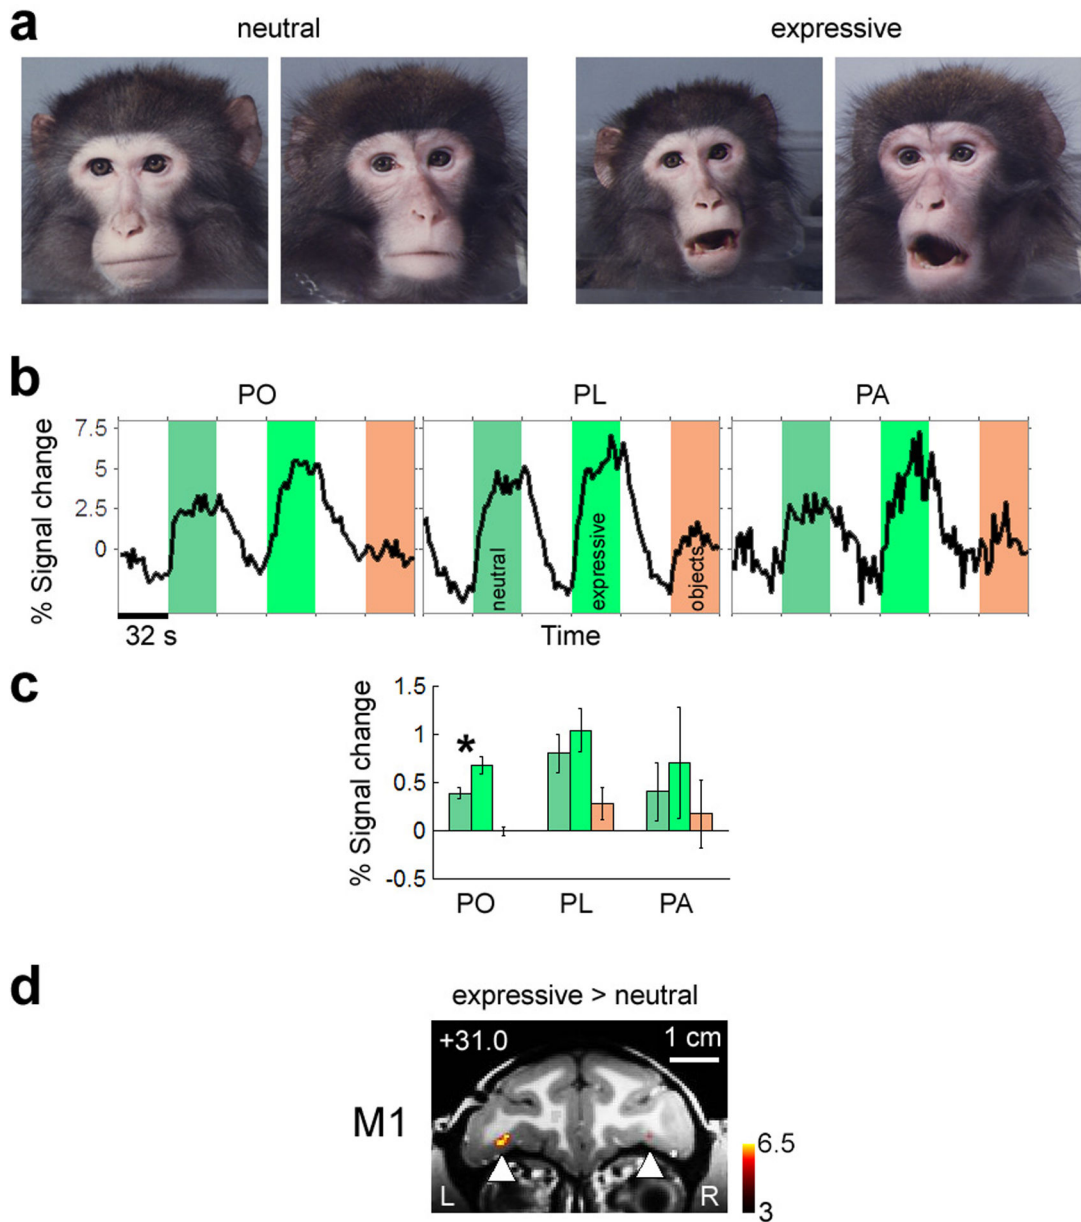 a
neutral expressive
b
PO PL PA
% Signal change
7.5
5
2.5
0
neutral
expressive
objects
32 s
Time
c
% Signal change
1.5
1
0.5
0
-0.5
*
PO PL PA
d
expressive > neutral
+31.0
1 cm
M1
L
R
6.5
3